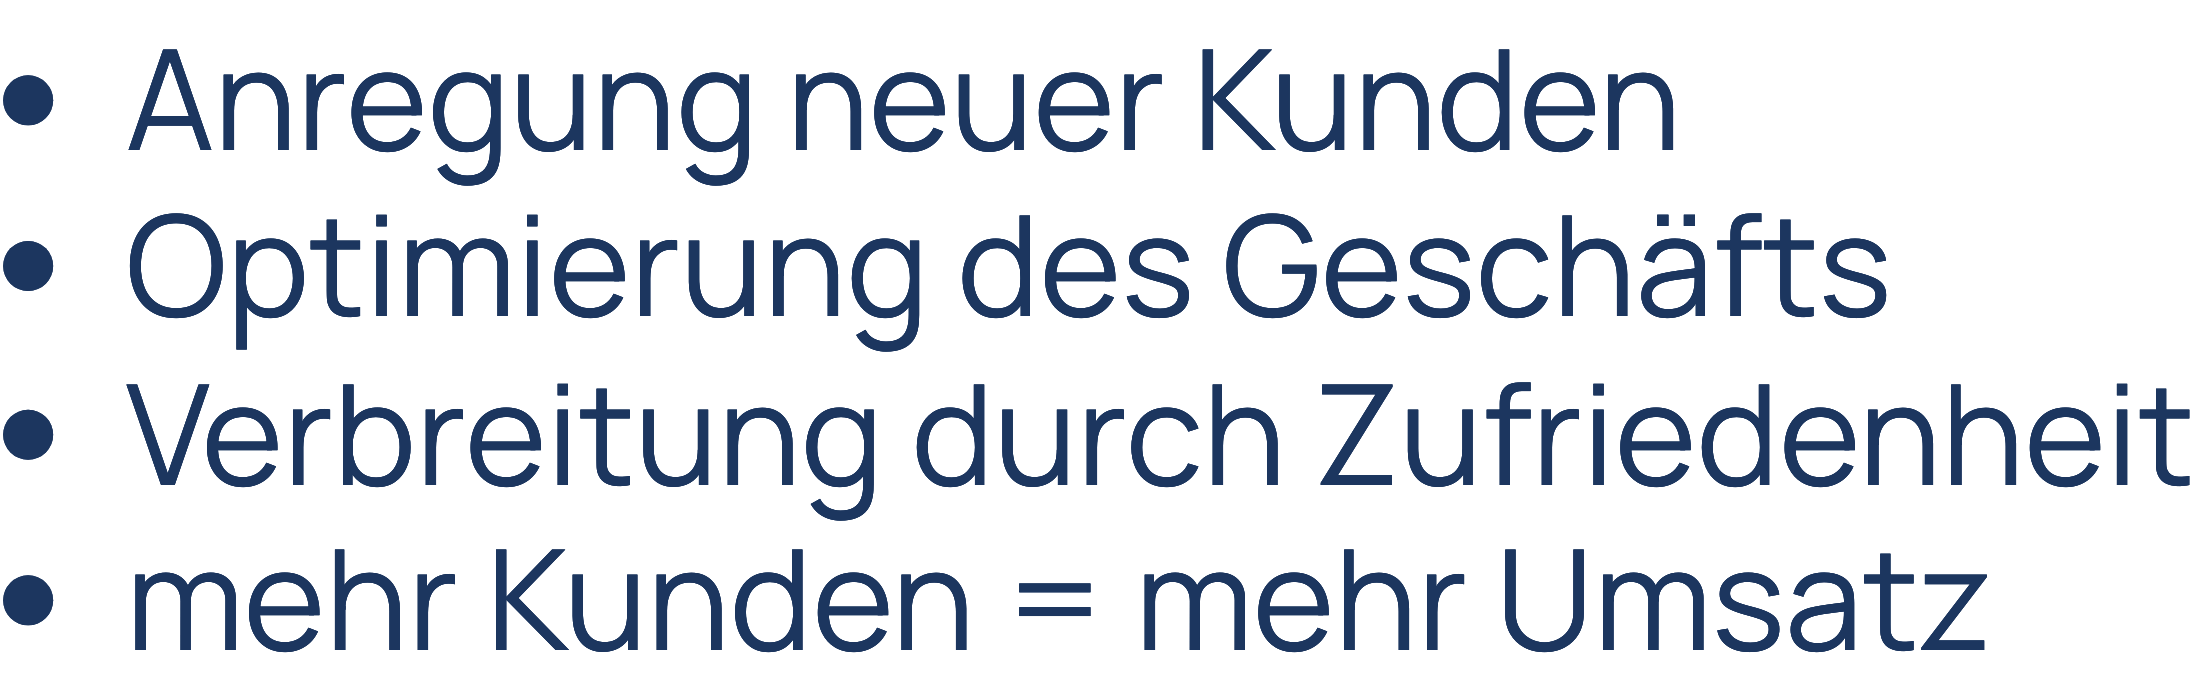 • Anregung neuer Kunden
• Optimierung des Geschäfts
• Verbreitung durch Zufriedenheit
• mehr Kunden = mehr Umsatz